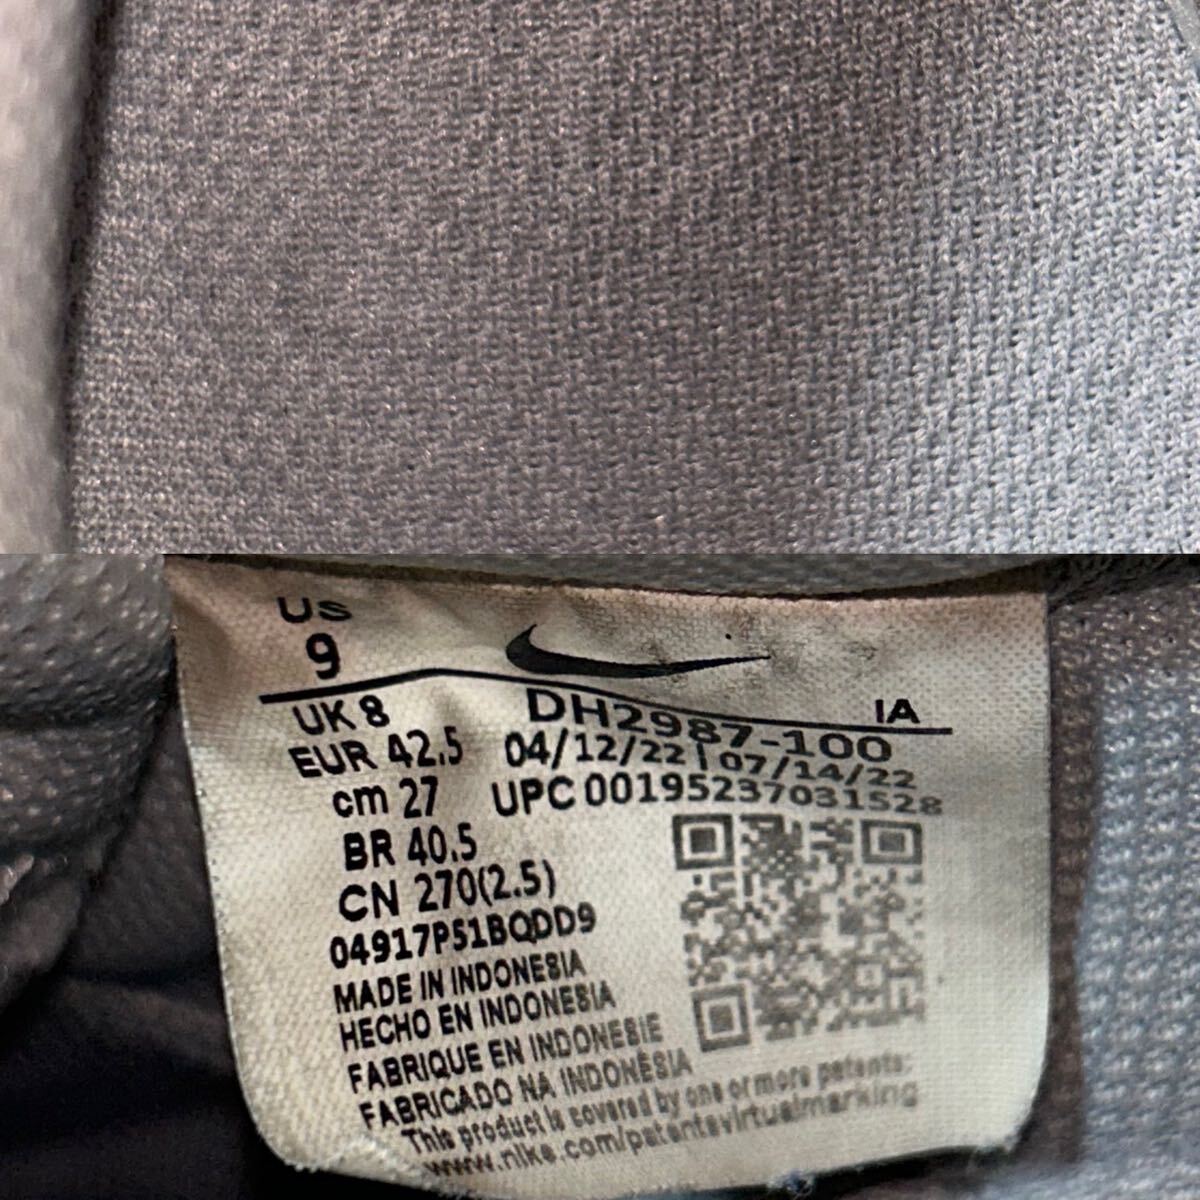 US
9
IA
UK 8
DH2987-100
EUR 42.5
04/12/22 | 07/14/22
cm 27
UPC 00195237031528
BR 40.5
CN 270(2.5)
04917P51BQDD9
MADE IN INDONESIA
HECHO EN INDONESIA
FABRIQUE EN INDONESIE
FABRICADO NA INDONÉSIA
This product is covered by one or more patents:
www.nike.com/patentsvirtualmarking